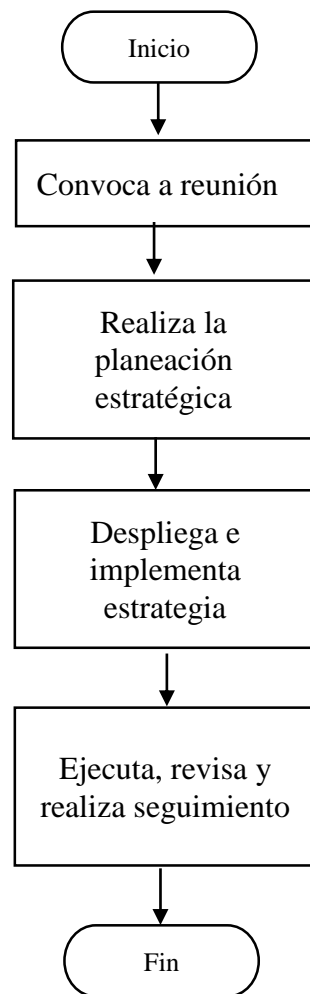 Inicio
Convoca a reunión
Realiza la
planeación
estratégica
Despliega e
implementa
estrategia
Ejecuta, revisa y
realiza seguimiento
Fin